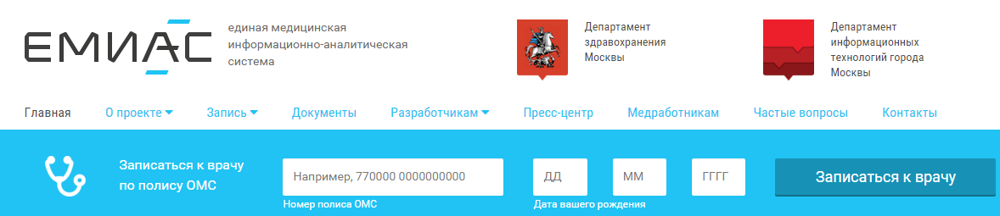 ЕМИАС
единая медицинская
информационно-аналитическая
система
Департамент
здравохранения
Москвы
Департамент
информационных
технологий города
Москвы
Главная О проекте Запись Документы Разработчикам Пресс-центр Медработникам Частые вопросы Контакты
Записаться к врачу
по полису ОМС
Например, 770000 0000000000
Номер полиса ОМС
ДД ММ ГГГГ
Дата вашего рождения
Записаться к врачу